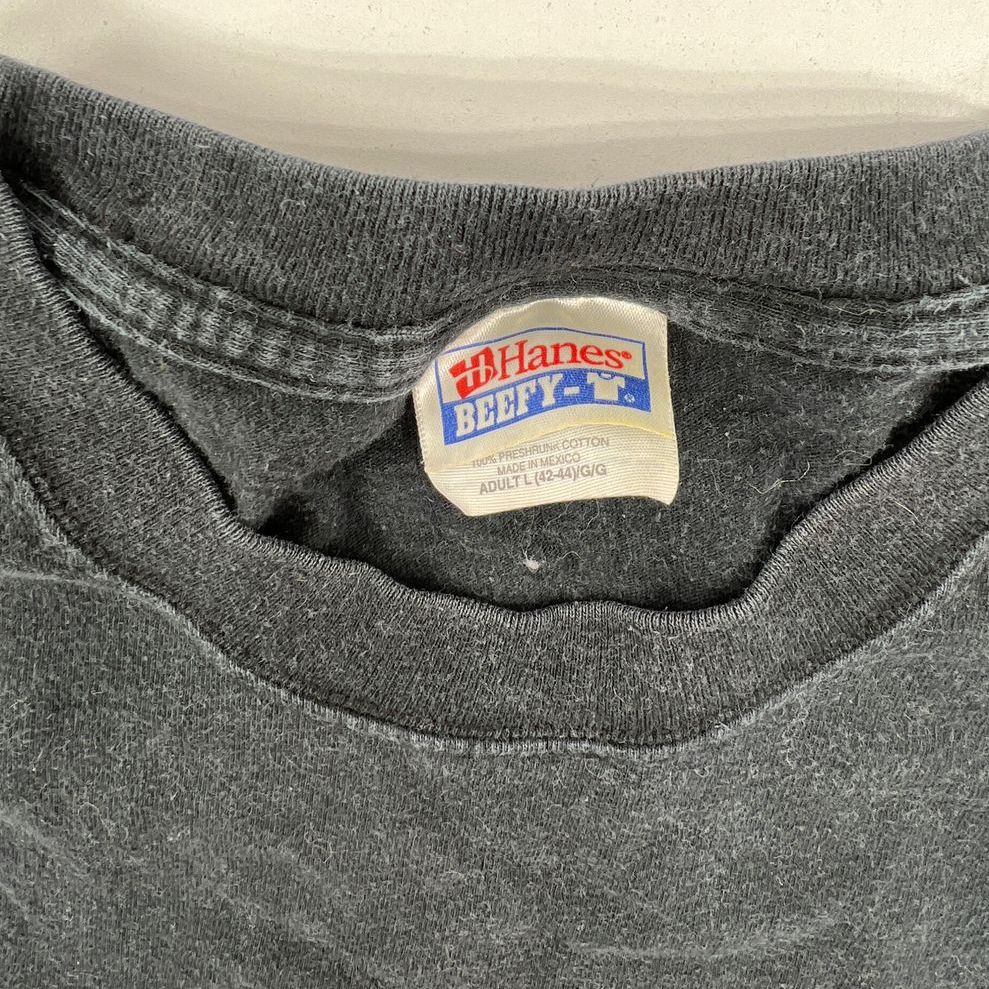 Hanes®
BEEFY-T®
100% PRESHRUNK COTTON
MADE IN MEXICO
ADULT L (42-44)/G/G